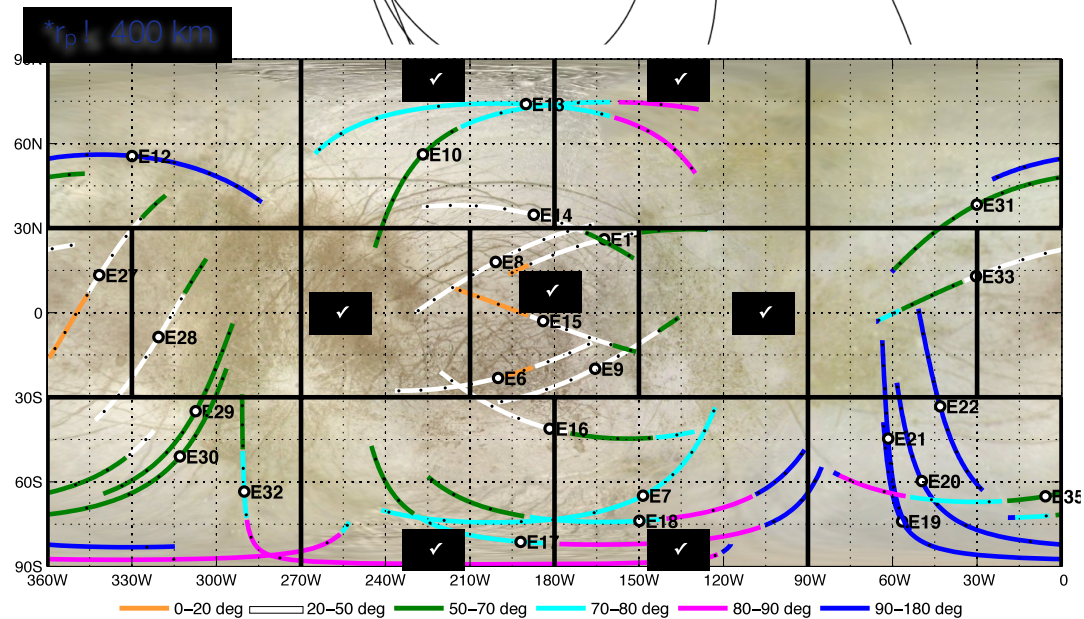 *rp l, 400 km
90N
✓ ✓
E13
60N
E12 E10
E31
E14
30N
E11
E8
E27 E33
✓
0 ✓ ✓
E15
E28
E9
E6
30S
E29 E22
E16
E21
E30
60S E20
E32 E7 E35
E18 E19
E17
✓ ✓
90S
360W 330W 300W 270W 240W 210W 180W 150W 120W 90W 60W 30W 0
0–20 deg 20–50 deg 50–70 deg 70–80 deg 80–90 deg 90–180 deg